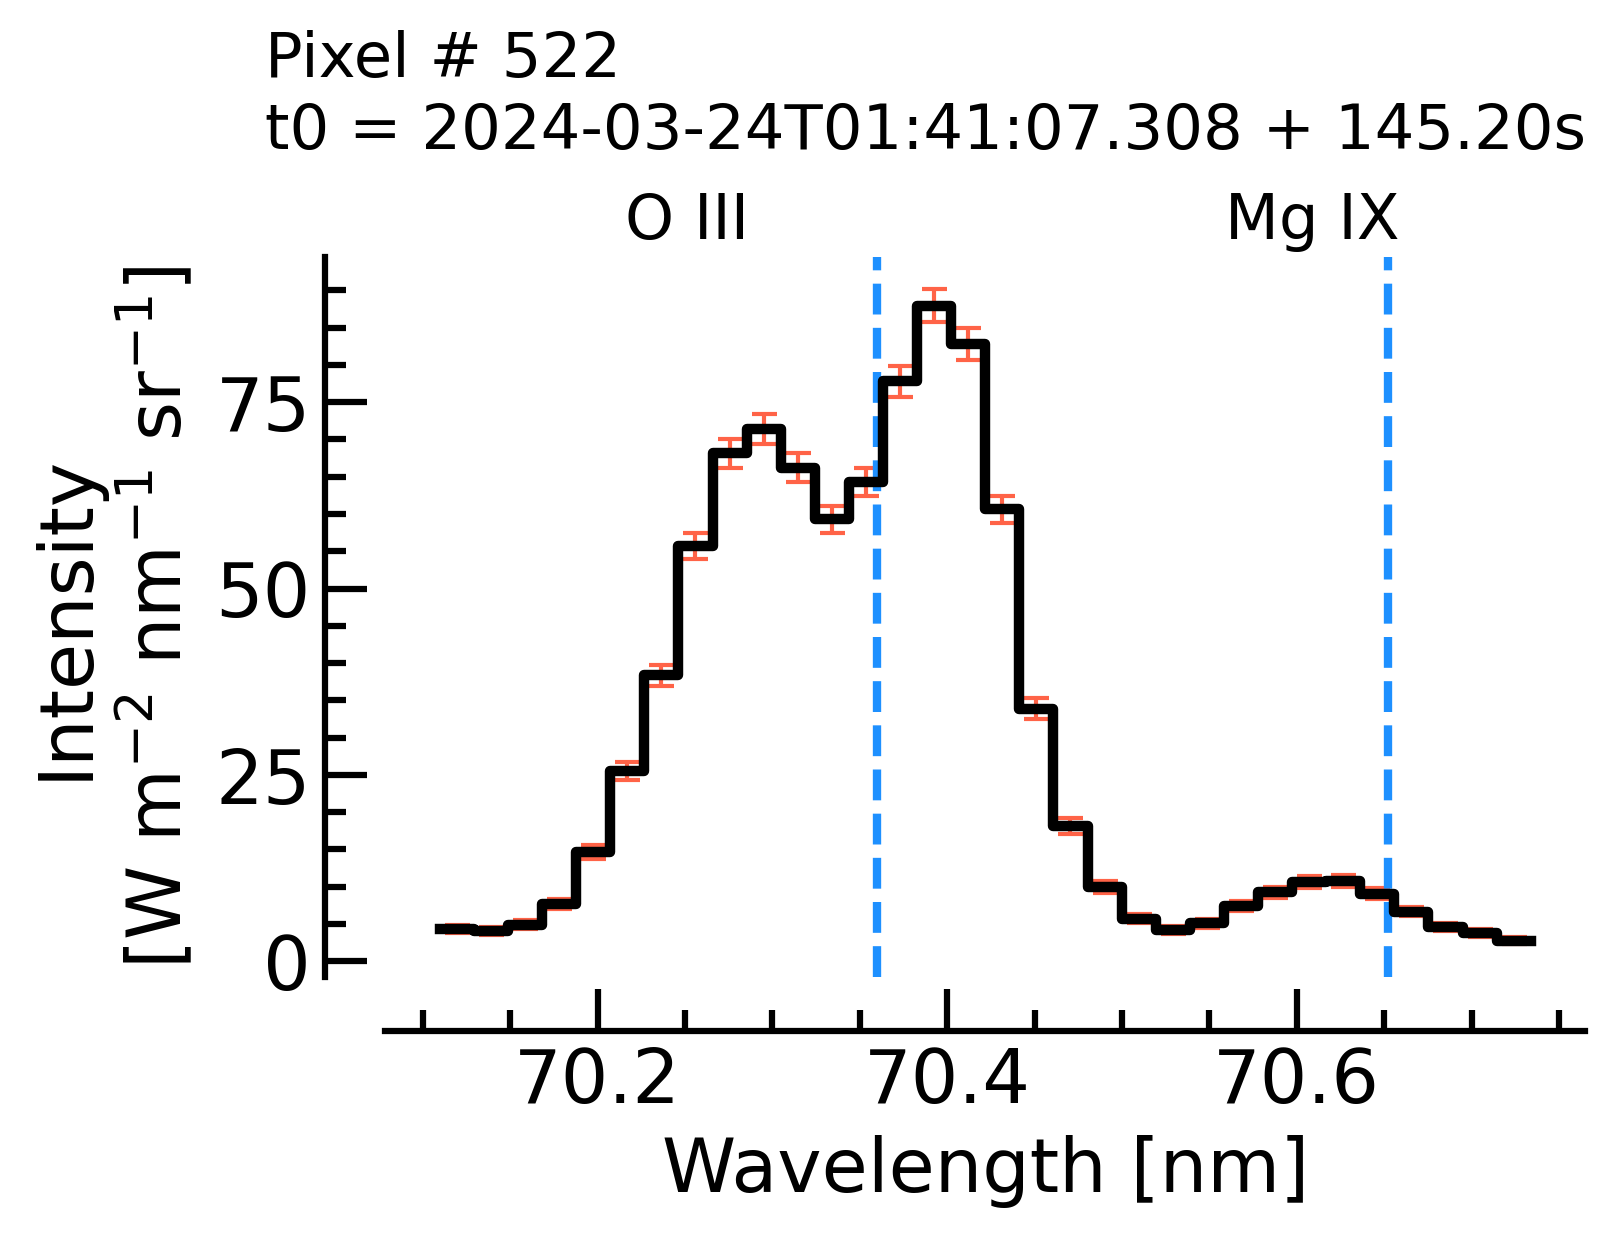 Pixel # 522
t0 = 2024-03-24T01:41:07.308 + 145.20s
O III
Mg IX
Intensity
[W m⁻² nm⁻¹ sr⁻¹]
75
50
25
0
70.2
70.4
70.6
Wavelength [nm]